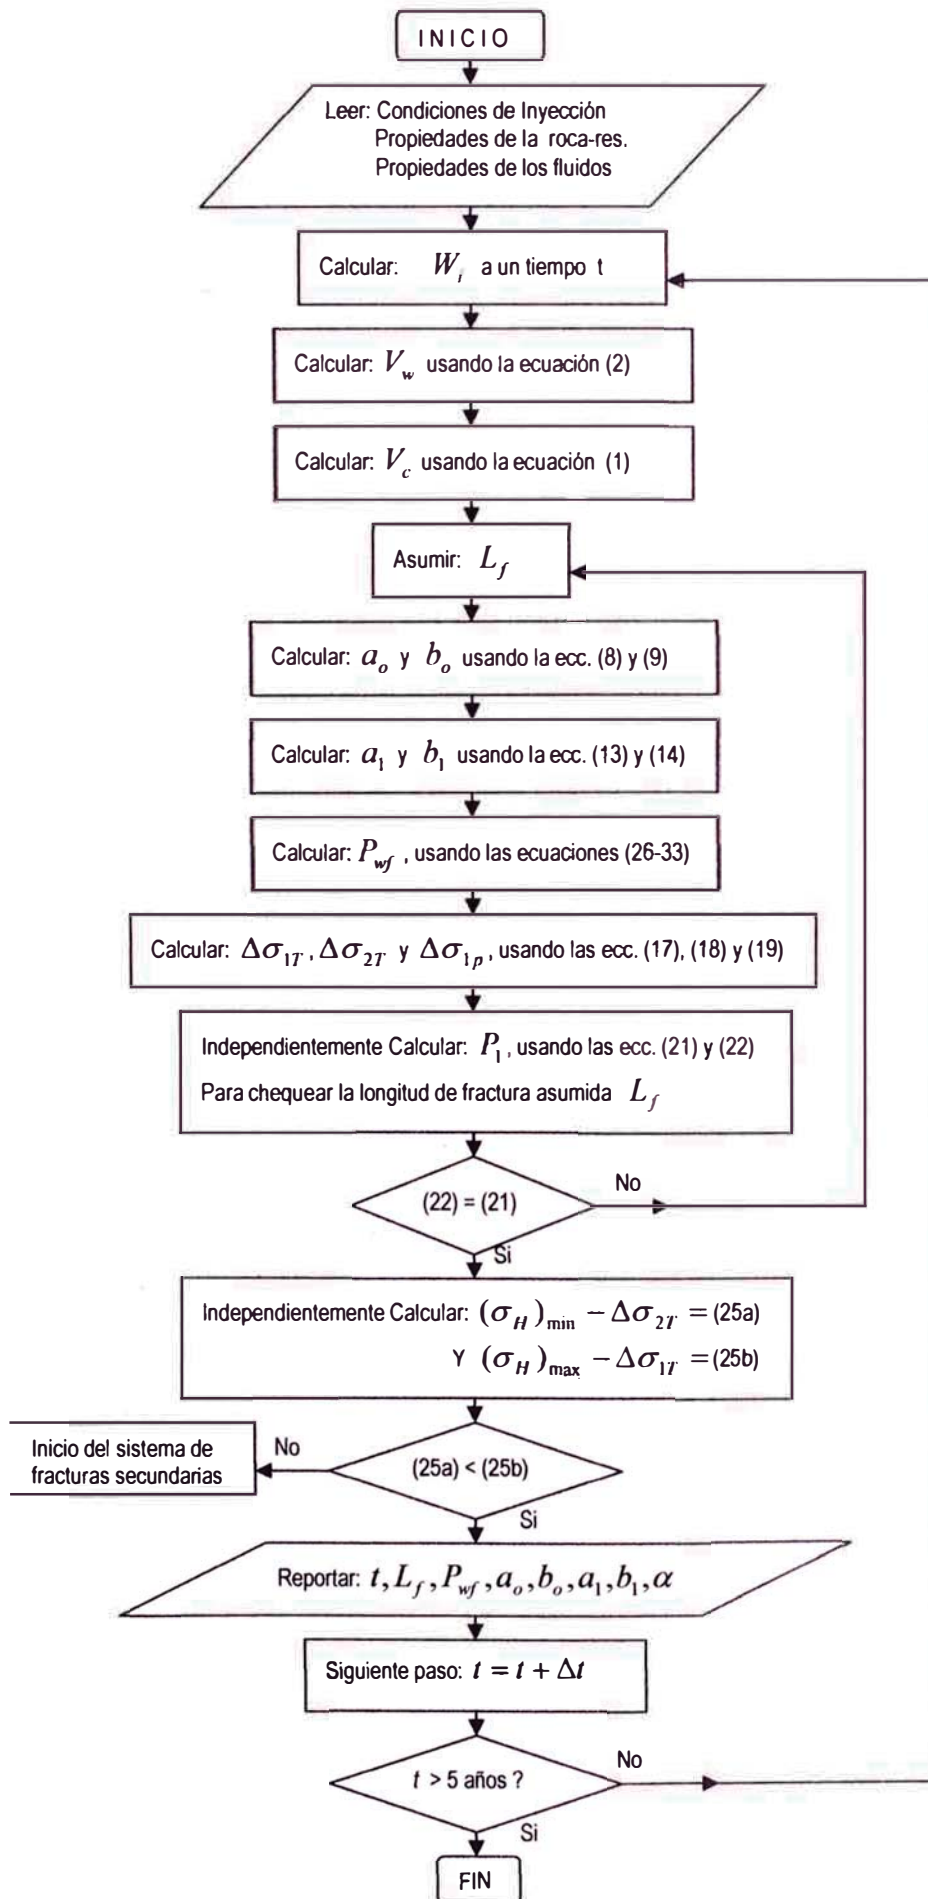 INICIO
Leer: Condiciones de Inyección
Propiedades de la roca-res.
Propiedades de los fluidos
Calcular: W_i a un tiempo t
Calcular: V_w usando la ecuación (2)
Calcular: V_c usando la ecuación (1)
Asumir: L_f
Calcular: a_o y b_o usando la ecc. (8) y (9)
Calcular: a_1 y b_1 usando la ecc. (13) y (14)
Calcular: P_wf , usando las ecuaciones (26-33)
Calcular: Δσ_1T , Δσ_2T y Δσ_1p , usando las ecc. (17), (18) y (19)
Independientemente Calcular: P_1 , usando las ecc. (21) y (22)
Para chequear la longitud de fractura asumida L_f
(22) = (21)
No
Si
Independientemente Calcular: (σ_H)_min − Δσ_2T = (25a)
Y (σ_H)_max − Δσ_1T = (25b)
Inicio del sistema de
fracturas secundarias
No
(25a) < (25b)
Si
Reportar: t, L_f, P_wf, a_o, b_o, a_1, b_1, α
Siguiente paso: t = t + Δt
t > 5 años ?
No
Si
FIN